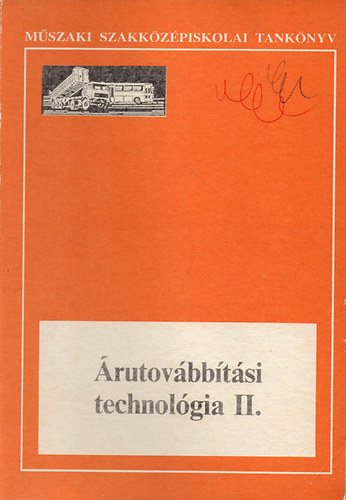 MŰSZAKI SZAKKÖZÉPISKOLAI TANKÖNYV
Árutovábbítási
technológia II.